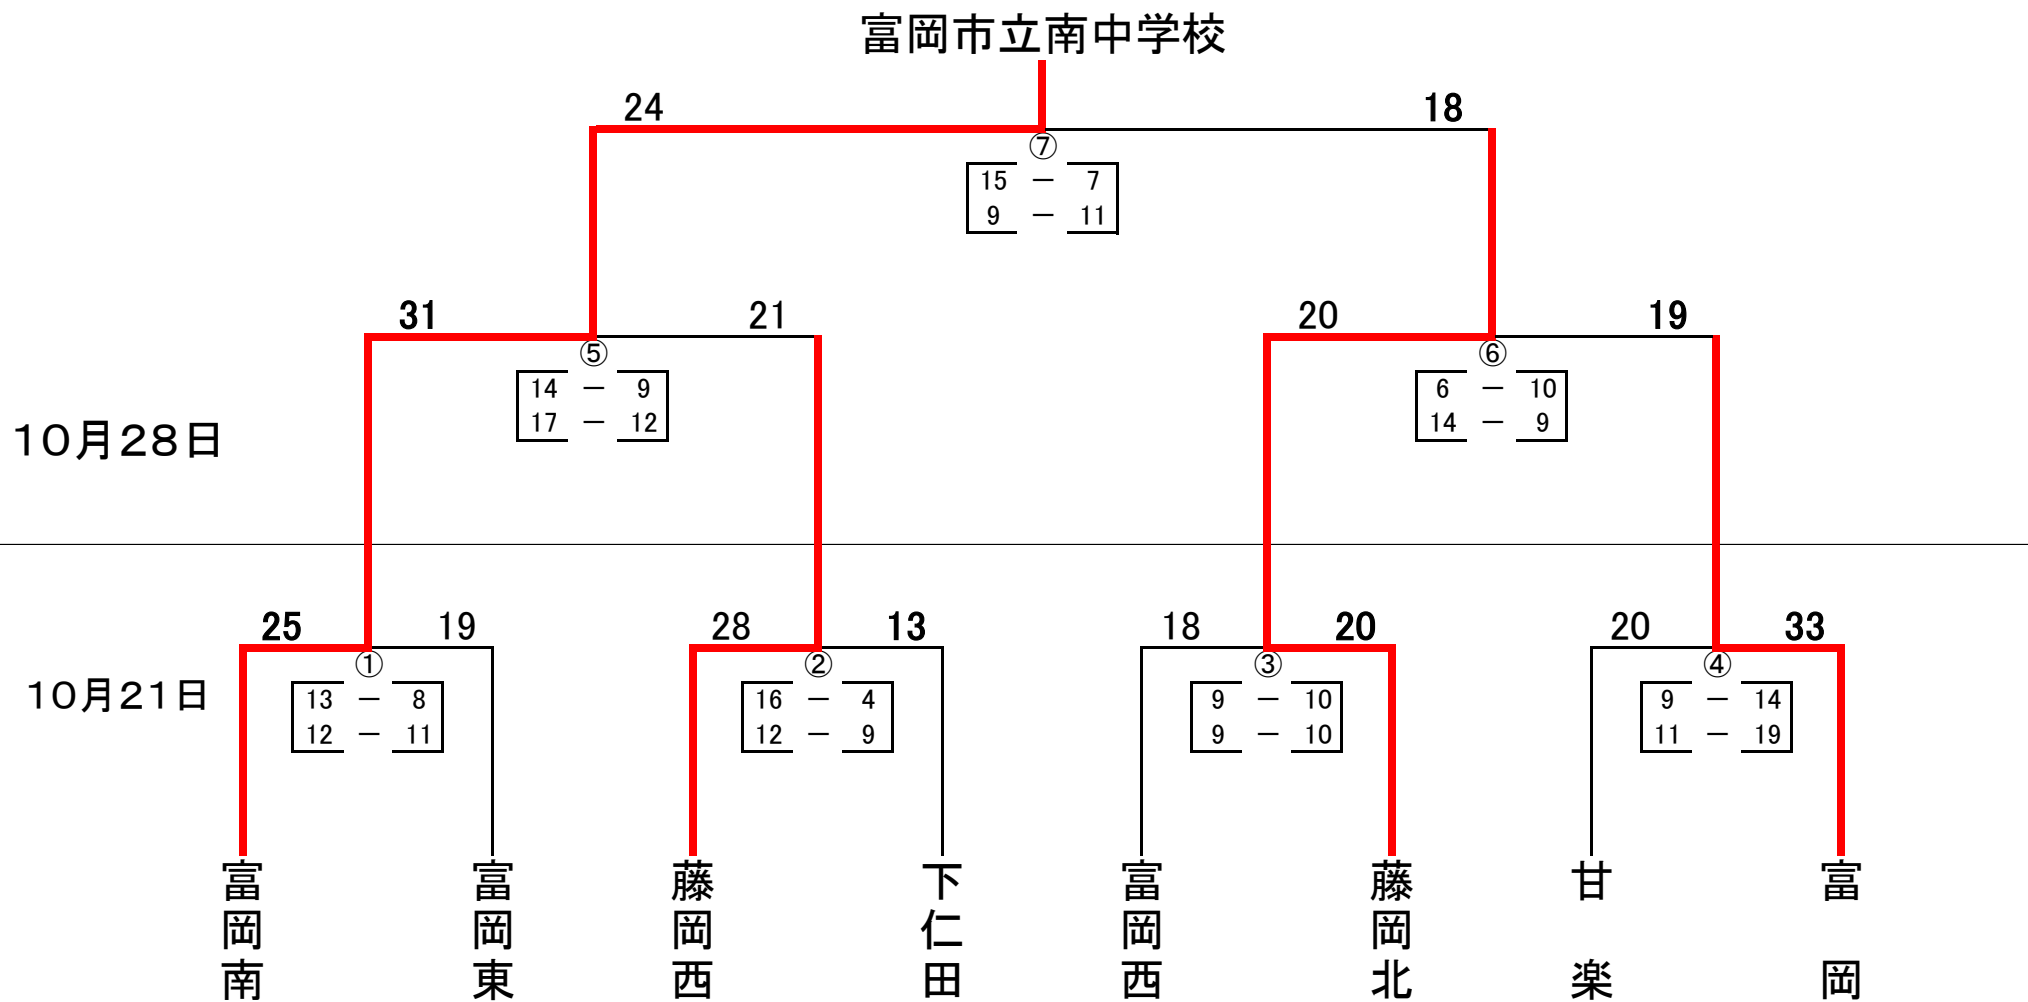 富岡市立南中学校
24 18
⑦
15 － 7
9 － 11
31 21 20 19
⑤ ⑥
14 － 9 6 － 10
17 － 12 14 － 9
10月28日
25 19 28 13 18 20 20 33
① ② ③ ④
10月21日
13 － 8 16 － 4 9 － 10 9 － 14
12 － 11 12 － 9 9 － 10 11 － 19
富岡南
富岡東
藤岡西
下仁田
富岡西
藤岡北
甘楽
富岡